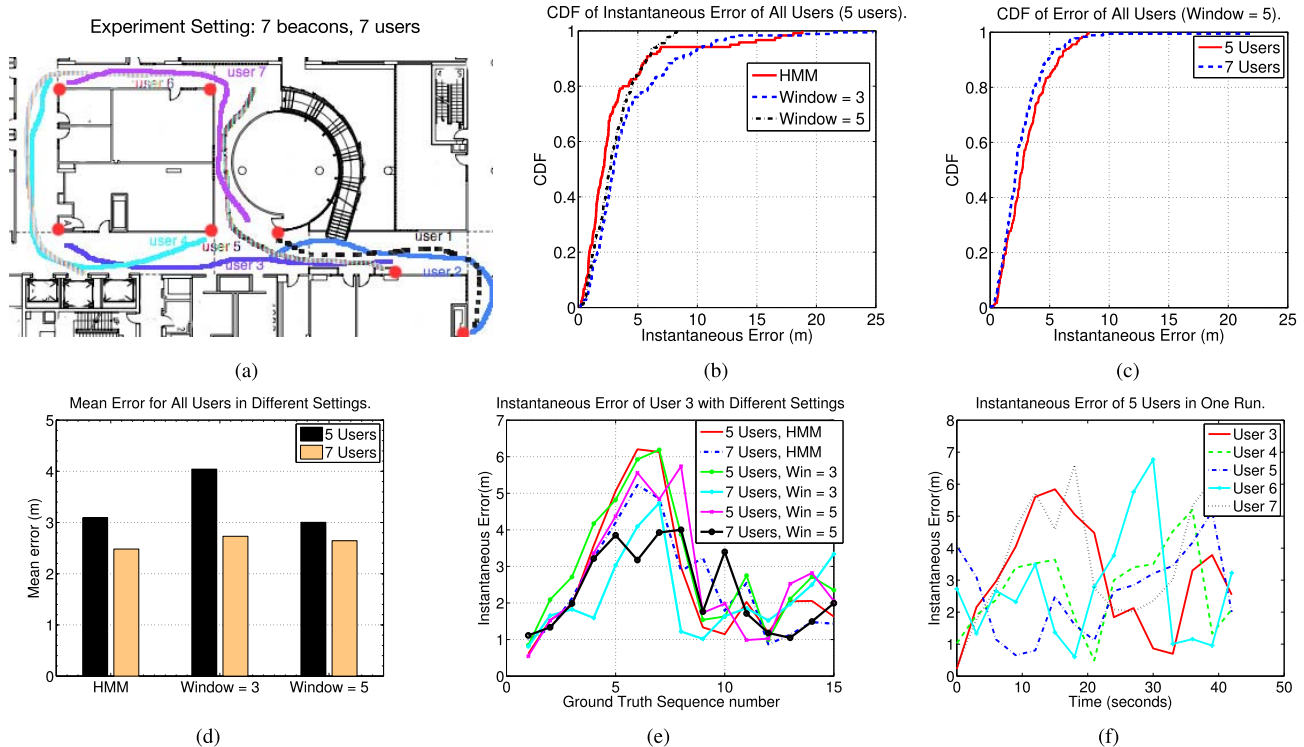 Experiment Setting: 7 beacons, 7 users
user 7
user 6
user 4
user 5
user 3
user 1
user 2
(a)
CDF of Instantaneous Error of All Users (5 users).
1
0.8
0.6
0.4
0.2
0
CDF
HMM
Window = 3
Window = 5
0 5 10 15 20 25
Instantaneous Error (m)
(b)
CDF of Error of All Users (Window = 5).
1
0.8
0.6
0.4
0.2
0
CDF
5 Users
7 Users
0 5 10 15 20 25
Instantaneous Error (m)
(c)
Mean Error for All Users in Different Settings.
5
4
3
2
1
0
Mean error (m)
5 Users
7 Users
HMM Window = 3 Window = 5
(d)
Instantaneous Error of User 3 with Different Settings
7
6
5
4
3
2
1
0
Instantaneous Error(m)
5 Users, HMM
7 Users, HMM
5 Users, Win = 3
7 Users, Win = 3
5 Users, Win = 5
7 Users, Win = 5
0 5 10 15
Ground Truth Sequence number
(e)
Instantaneous Error of 5 Users in One Run.
8
7
6
5
4
3
2
1
0
Instantaneous Error(m)
User 3
User 4
User 5
User 6
User 7
0 10 20 30 40 50
Time (seconds)
(f)